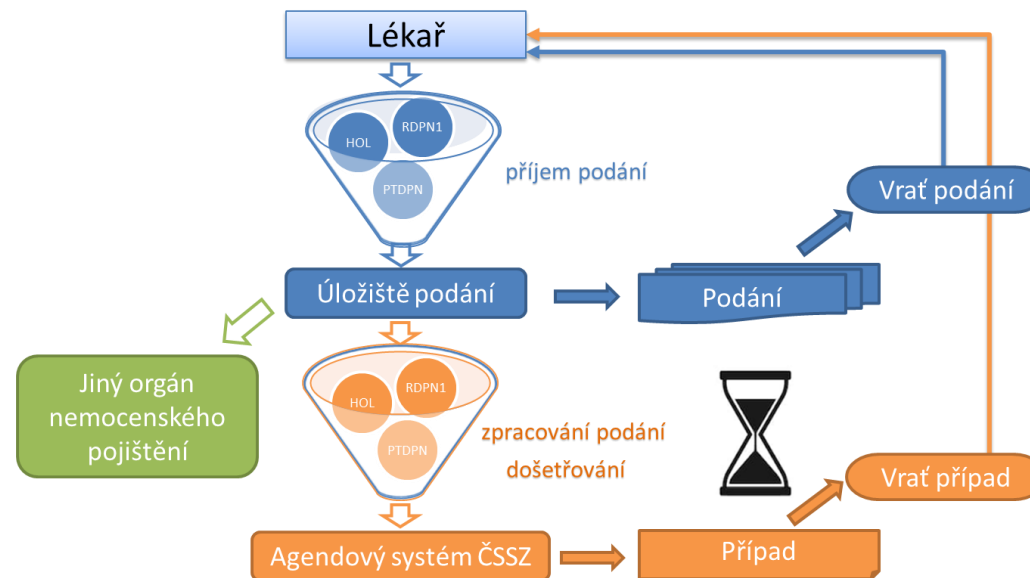 Lékař
HOL
RDPN1
PTDPN
příjem podání
Vrať podání
Úložiště podání
Podání
Jiný orgán
nemocenského
pojištění
HOL
RDPN1
PTDPN
zpracování podání
došetřování
Vrať případ
Agendový systém ČSSZ
Případ